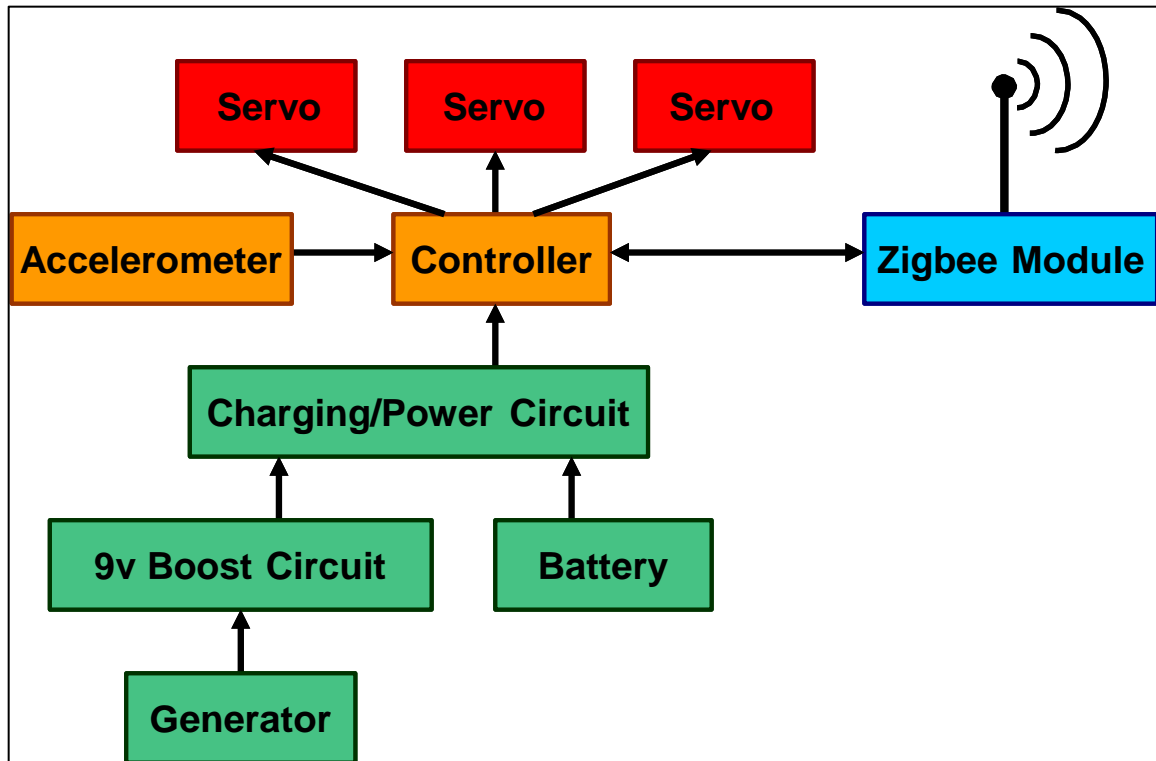 Servo
Servo
Servo
Accelerometer
Controller
Zigbee Module
Charging/Power Circuit
9v Boost Circuit
Battery
Generator